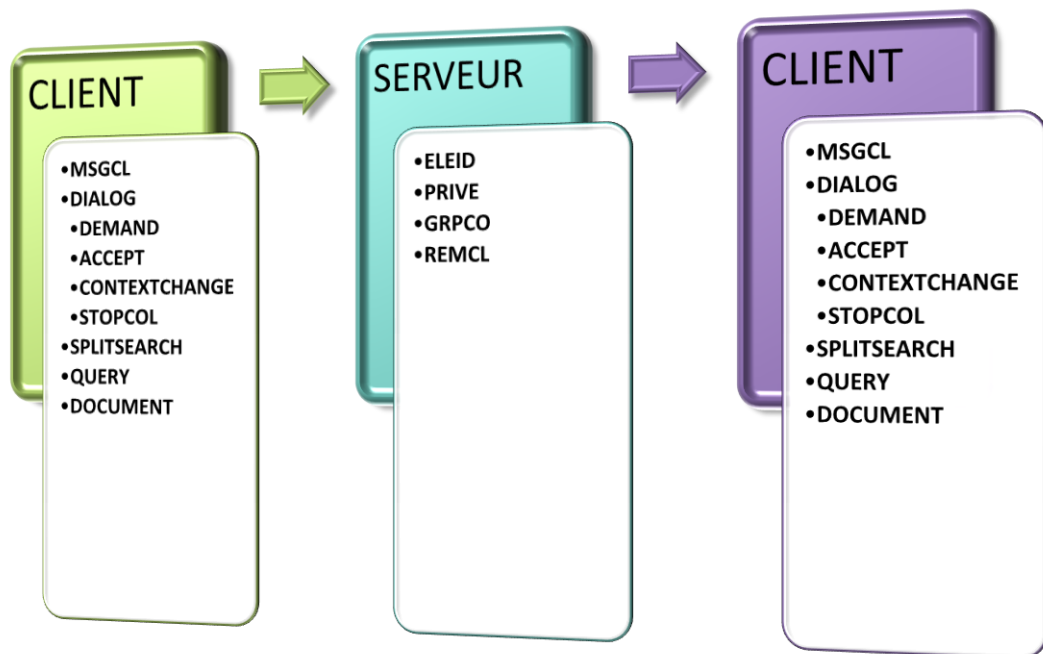 CLIENT
•MSGCL
•DIALOG
•DEMAND
•ACCEPT
•CONTEXTCHANGE
•STOPCOL
•SPLITSEARCH
•QUERY
•DOCUMENT
SERVEUR
•ELEID
•PRIVE
•GRPCO
•REMCL
CLIENT
•MSGCL
•DIALOG
•DEMAND
•ACCEPT
•CONTEXTCHANGE
•STOPCOL
•SPLITSEARCH
•QUERY
•DOCUMENT